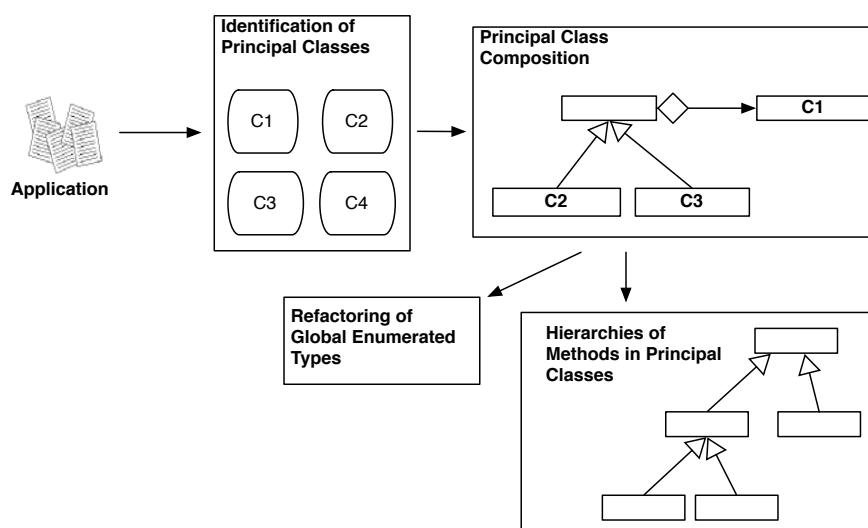 Application
Identification of
Principal Classes
C1
C2
C3
C4
Principal Class
Composition
C1
C2
C3
Refactoring of
Global Enumerated
Types
Hierarchies of
Methods in Principal
Classes